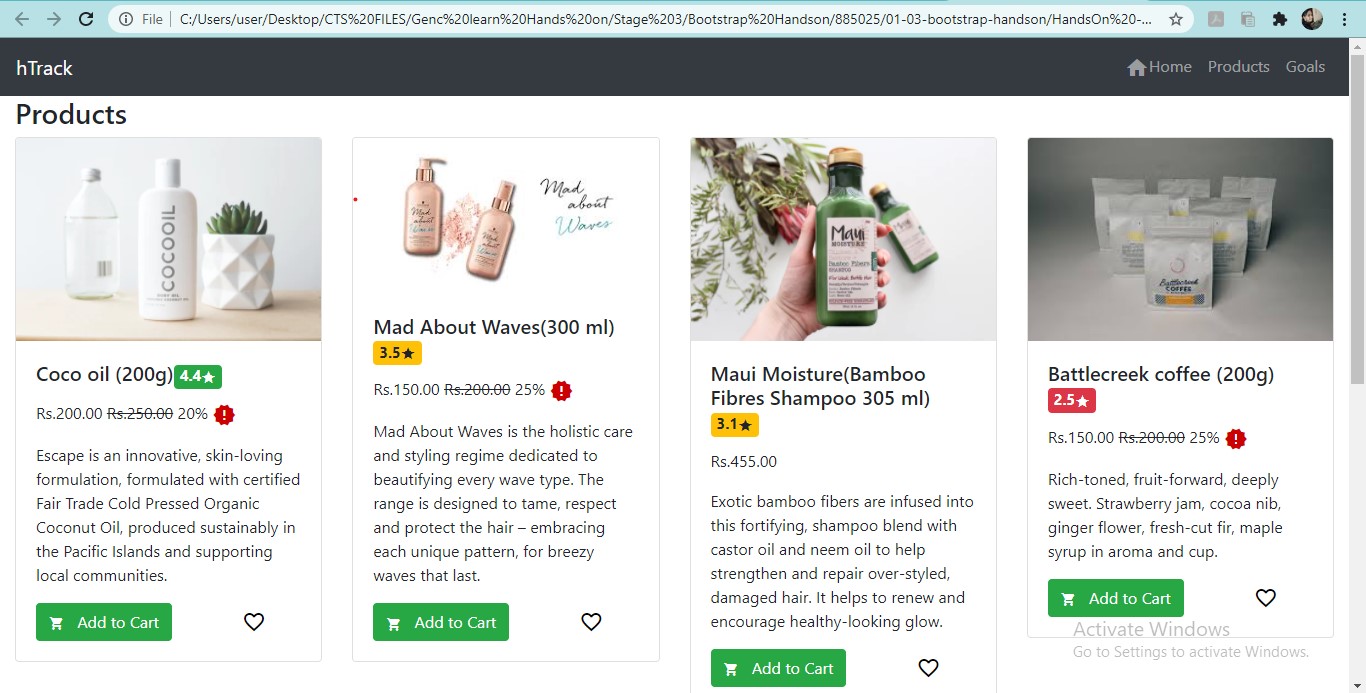 File
C:/Users/user/Desktop/CTS%20FILES/Genc%20learn%20Hands%20on/Stage%203/Bootstrap%20Handson/885025/01-03-bootstrap-handson/HandsOn%20-...
hTrack
Home Products Goals
Products
COCOOIL
BODY OIL
Coco oil (200g) 4.4★
Rs.200.00 Rs.250.00 20%
Escape is an innovative, skin-loving
formulation, formulated with certified
Fair Trade Cold Pressed Organic
Coconut Oil, produced sustainably in
the Pacific Islands and supporting
local communities.
Add to Cart
Mad about Waves
Mad about Waves
Mad
about
Waves
Mad About Waves(300 ml)
3.5★
Rs.150.00 Rs.200.00 25%
Mad About Waves is the holistic care
and styling regime dedicated to
beautifying every wave type. The
range is designed to tame, respect
and protect the hair – embracing
each unique pattern, for breezy
waves that last.
Add to Cart
Maui
MOISTURE
Bamboo Fibers
SHAMPOO
Maui Moisture(Bamboo
Fibres Shampoo 305 ml)
3.1★
Rs.455.00
Exotic bamboo fibers are infused into
this fortifying, shampoo blend with
castor oil and neem oil to help
strengthen and repair over-styled,
damaged hair. It helps to renew and
encourage healthy-looking glow.
Add to Cart
Battlecreek
COFFEE
Battlecreek coffee (200g)
2.5★
Rs.150.00 Rs.200.00 25%
Rich-toned, fruit-forward, deeply
sweet. Strawberry jam, cocoa nib,
ginger flower, fresh-cut fir, maple
syrup in aroma and cup.
Add to Cart
Activate Windows
Go to Settings to activate Windows.